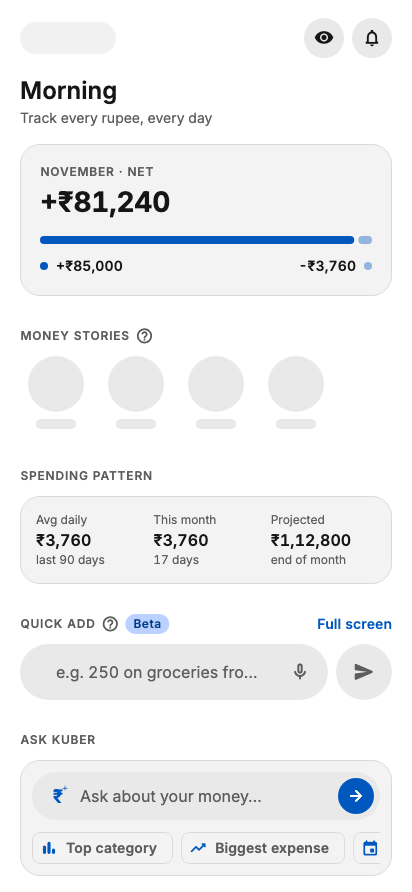 Morning
Track every rupee, every day
NOVEMBER · NET
+₹81,240
+₹85,000 -₹3,760
MONEY STORIES
SPENDING PATTERN
Avg daily This month Projected
₹3,760 ₹3,760 ₹1,12,800
last 90 days 17 days end of month
QUICK ADD Beta Full screen
e.g. 250 on groceries fro...
ASK KUBER
Ask about your money...
Top category Biggest expense